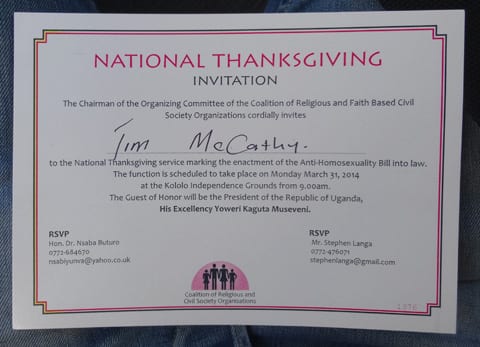 NATIONAL THANKSGIVING
INVITATION
The Chairman of the Organizing Committee of the Coalition of Religious and Faith Based Civil
Society Organizations cordially invites
Tim McCathy.
to the National Thanksgiving service marking the enactment of the Anti-Homosexuality Bill into law.
The function is scheduled to take place on Monday March 31, 2014
at the Kololo Independence Grounds from 9.00am.
The Guest of Honor will be the President of the Republic of Uganda,
His Excellency Yoweri Kaguta Museveni.
RSVP
Hon. Dr. Nsaba Buturo
0772-684670
nsabiyunva@yahoo.co.uk
RSVP
Mr. Stephen Langa
0772-476071
stephenlanga@gmail.com
Coalition of Religious and
Civil Society Organisations
1376